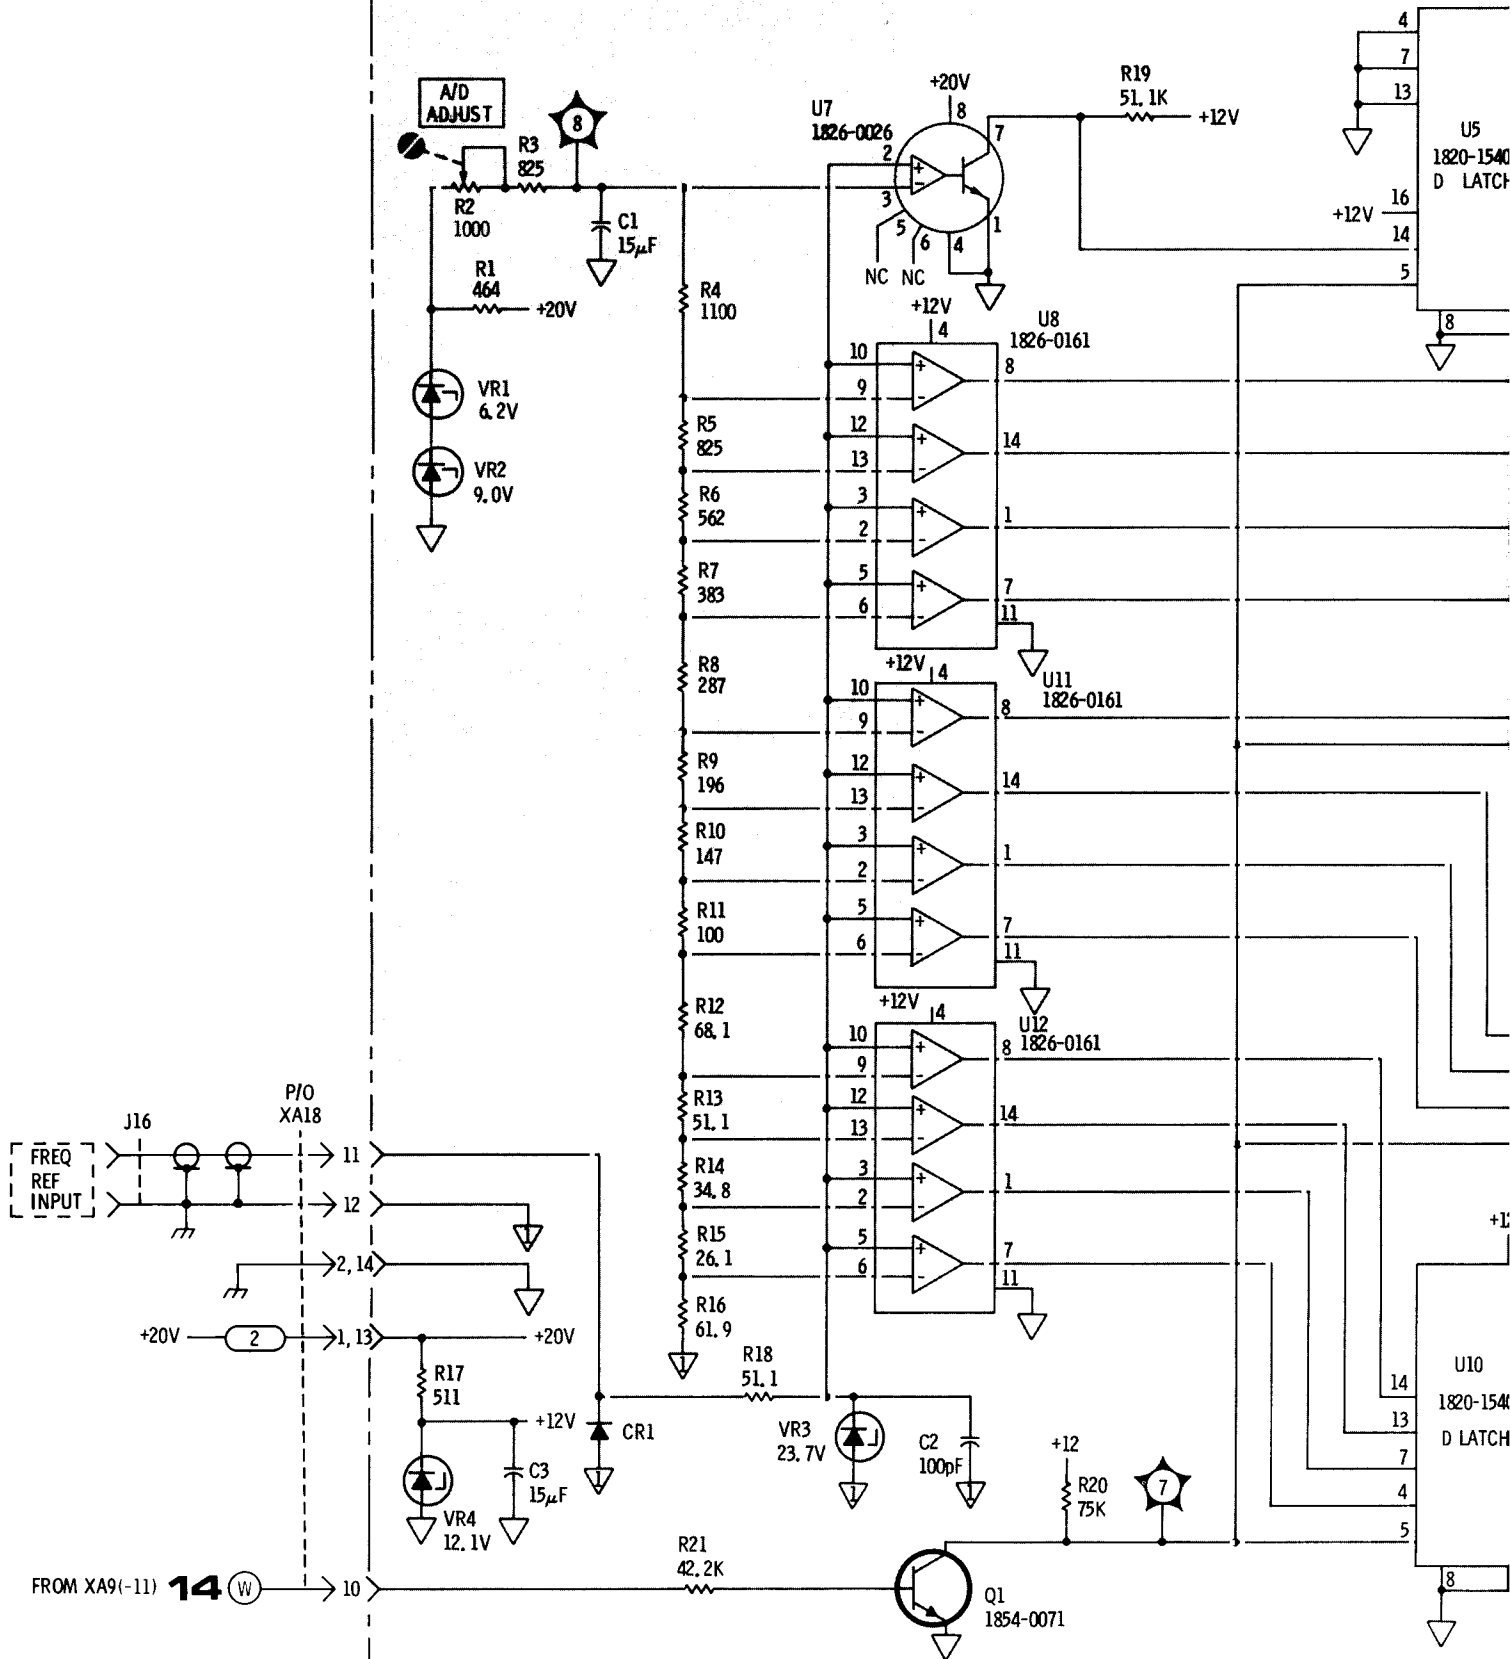 A/D
ADJUST
8
R3
825
R2
1000
C1
15µF
R1
464
+20V
VR1
6.2V
VR2
9.0V
R4
1100
R5
825
R6
562
R7
383
R8
287
R9
196
R10
147
R11
100
R12
68.1
R13
51.1
R14
34.8
R15
26.1
R16
61.9
1
U7
1826-0026
+20V
8
7
2
3
5
6
4
1
+
-
NC
NC
R19
51.1K
+12V
4
7
13
U5
1820-1540
D LATCH
+12V
16
14
5
8
+12V
4
U8
1826-0161
10
9
+
-
8
12
13
+
-
14
3
2
+
-
1
5
6
+
-
7
11
+12V
4
U11
1826-0161
10
9
+
-
8
12
13
+
-
14
3
2
+
-
1
5
6
+
-
7
11
+12V
4
U12
1826-0161
10
9
+
-
8
12
13
+
-
14
3
2
+
-
1
5
6
+
-
7
11
J16
P/O
XA18
FREQ
REF
INPUT
11
12
1
2,14
+20V
2
1,13
+20V
R17
511
+12V
C3
15µF
VR4
12.1V
CR1
1
R18
51.1
VR3
23.7V
1
C2
100pF
1
+12
R20
75K
7
FROM XA9(-11) 14 W
10
R21
42.2K
Q1
1854-0071
U10
14
1820-154
13
D LATCH
7
4
5
8